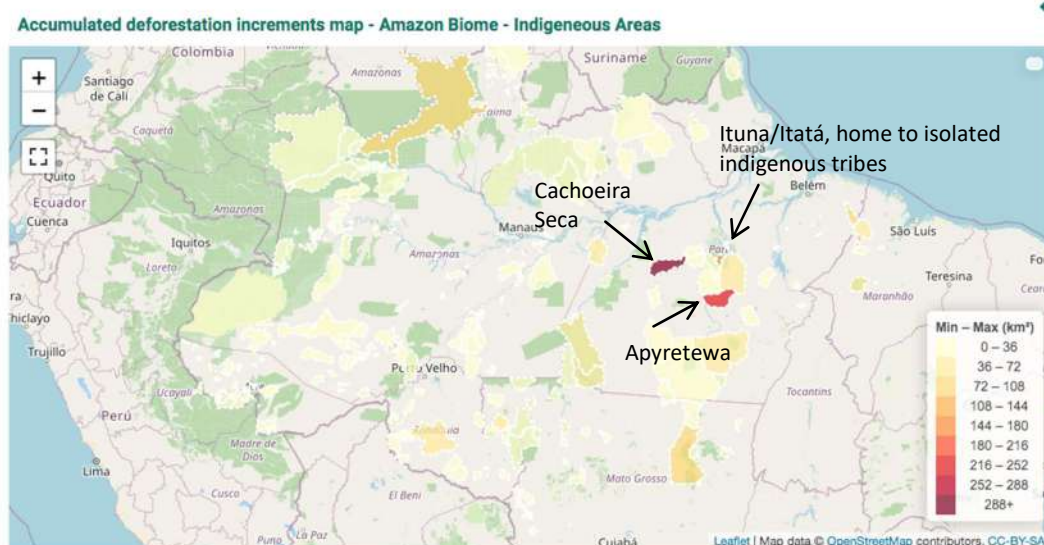 Accumulated deforestation increments map - Amazon Biome - Indigeneous Areas
+
−
Colombia
Suriname
Guyane
Amazonas
Santiago
de Cali
Caquetá
Quito
Ecuador
Cuenca
Amazonas
Iquitos
Loreto
Chiclayo
Trujillo
Ucayali
Perú
Lima
Madre de
Dios
Cusco
Puno
La Paz
El Beni
Porto Velho
Amazonas
Manaus
Macapá
Belém
São Luís
Teresina
Maranhão
Tocantins
Mato Grosso
Cuiabá
Ituna/Itatá, home to isolated
indigenous tribes
Cachoeira
Seca
Apyretewa
Min – Max (km²)
0 – 36
36 – 72
72 – 108
108 – 144
144 – 180
180 – 216
216 – 252
252 – 288
288+
Leaflet | Map data © OpenStreetMap contributors, CC-BY-SA